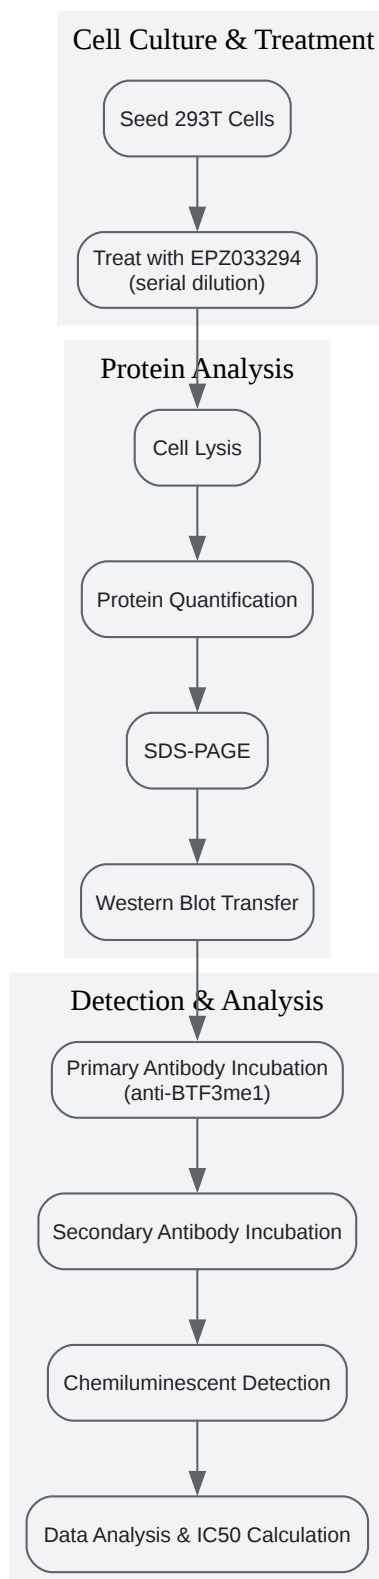 Cell Culture & Treatment
Seed 293T Cells
Treat with EPZ033294
(serial dilution)
Protein Analysis
Cell Lysis
Protein Quantification
SDS-PAGE
Western Blot Transfer
Detection & Analysis
Primary Antibody Incubation
(anti-BTF3me1)
Secondary Antibody Incubation
Chemiluminescent Detection
Data Analysis & IC50 Calculation